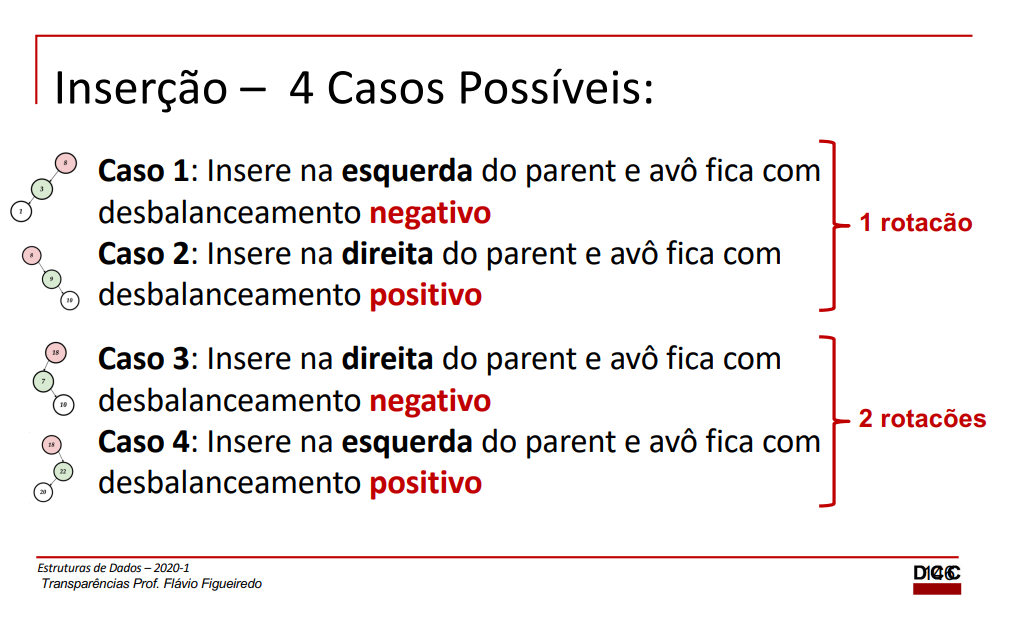 Inserção – 4 Casos Possíveis:
8
3
1
Caso 1: Insere na esquerda do parent e avô fica com
desbalanceamento negativo
8
9
10
Caso 2: Insere na direita do parent e avô fica com
desbalanceamento positivo
1 rotacão
18
7
10
Caso 3: Insere na direita do parent e avô fica com
desbalanceamento negativo
18
22
20
Caso 4: Insere na esquerda do parent e avô fica com
desbalanceamento positivo
2 rotacões
Estruturas de Dados – 2020-1
Transparências Prof. Flávio Figueiredo
DCC
146